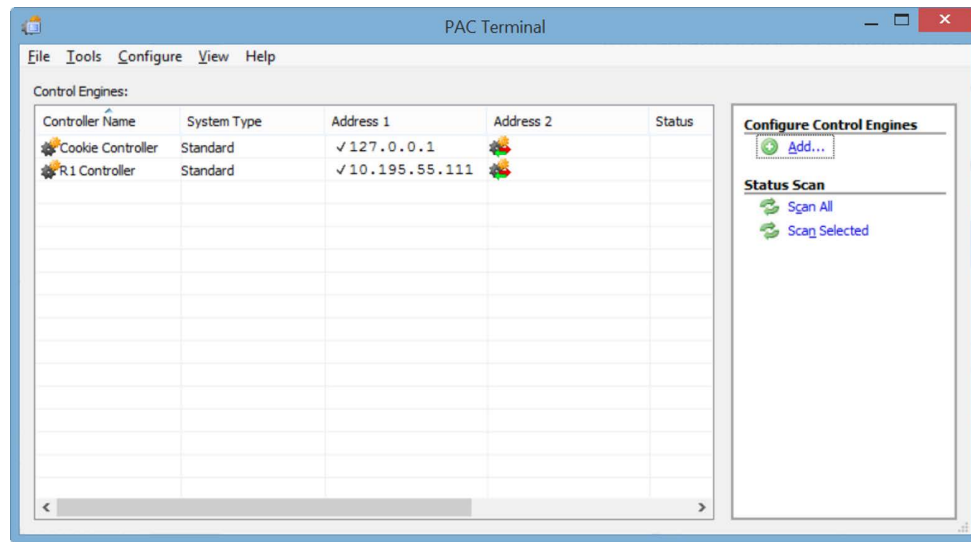 PAC Terminal
File Tools Configure View Help
Control Engines:
Controller Name System Type Address 1 Address 2 Status
Cookie Controller Standard ✓127.0.0.1
R1 Controller Standard ✓10.195.55.111
Configure Control Engines
Add...
Status Scan
Scan All
Scan Selected